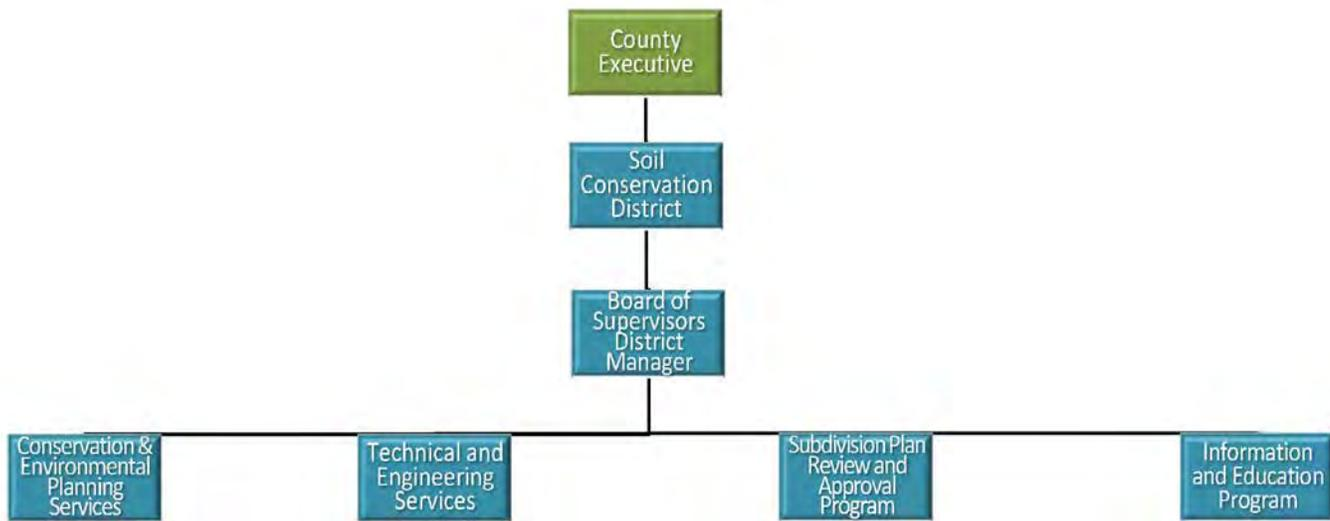 County
Executive
Soil
Conservation
District
Board of
Supervisors
District
Manager
Conservation &
Environmental
Planning
Services
Technical and
Engineering
Services
Subdivision Plan
Review and
Approval
Program
Information
and Education
Program